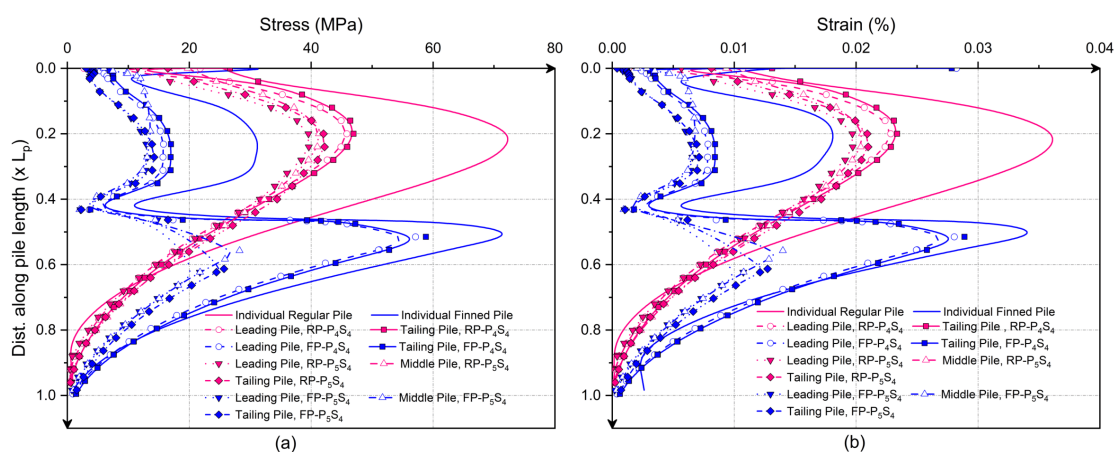 Stress (MPa)
0 20 40 60 80
Dist. along pile length (x Lp)
0.0
0.2
0.4
0.6
0.8
1.0
Individual Regular Pile Individual Finned Pile
Leading Pile, RP-P4S4 Tailing Pile, RP-P4S4
Leading Pile, FP-P4S4 Tailing Pile, FP-P4S4
Leading Pile, RP-P5S4 Middle Pile, RP-P5S4
Tailing Pile, RP-P5S4
Leading Pile, FP-P5S4 Middle Pile, FP-P5S4
Tailing Pile, FP-P5S4
(a)
Strain (%)
0.00 0.01 0.02 0.03 0.04
0.0
0.2
0.4
0.6
0.8
1.0
Individual Regular Pile Individual Finned Pile
Leading Pile, RP-P4S4 Tailing Pile, RP-P4S4
Leading Pile, FP-P4S4 Tailing Pile, FP-P4S4
Leading Pile, RP-P5S4 Middle Pile, RP-P5S4
Tailing Pile, RP-P5S4
Leading Pile, FP-P5S4 Middle Pile, FP-P5S4
Tailing Pile, FP-P5S4
(b)